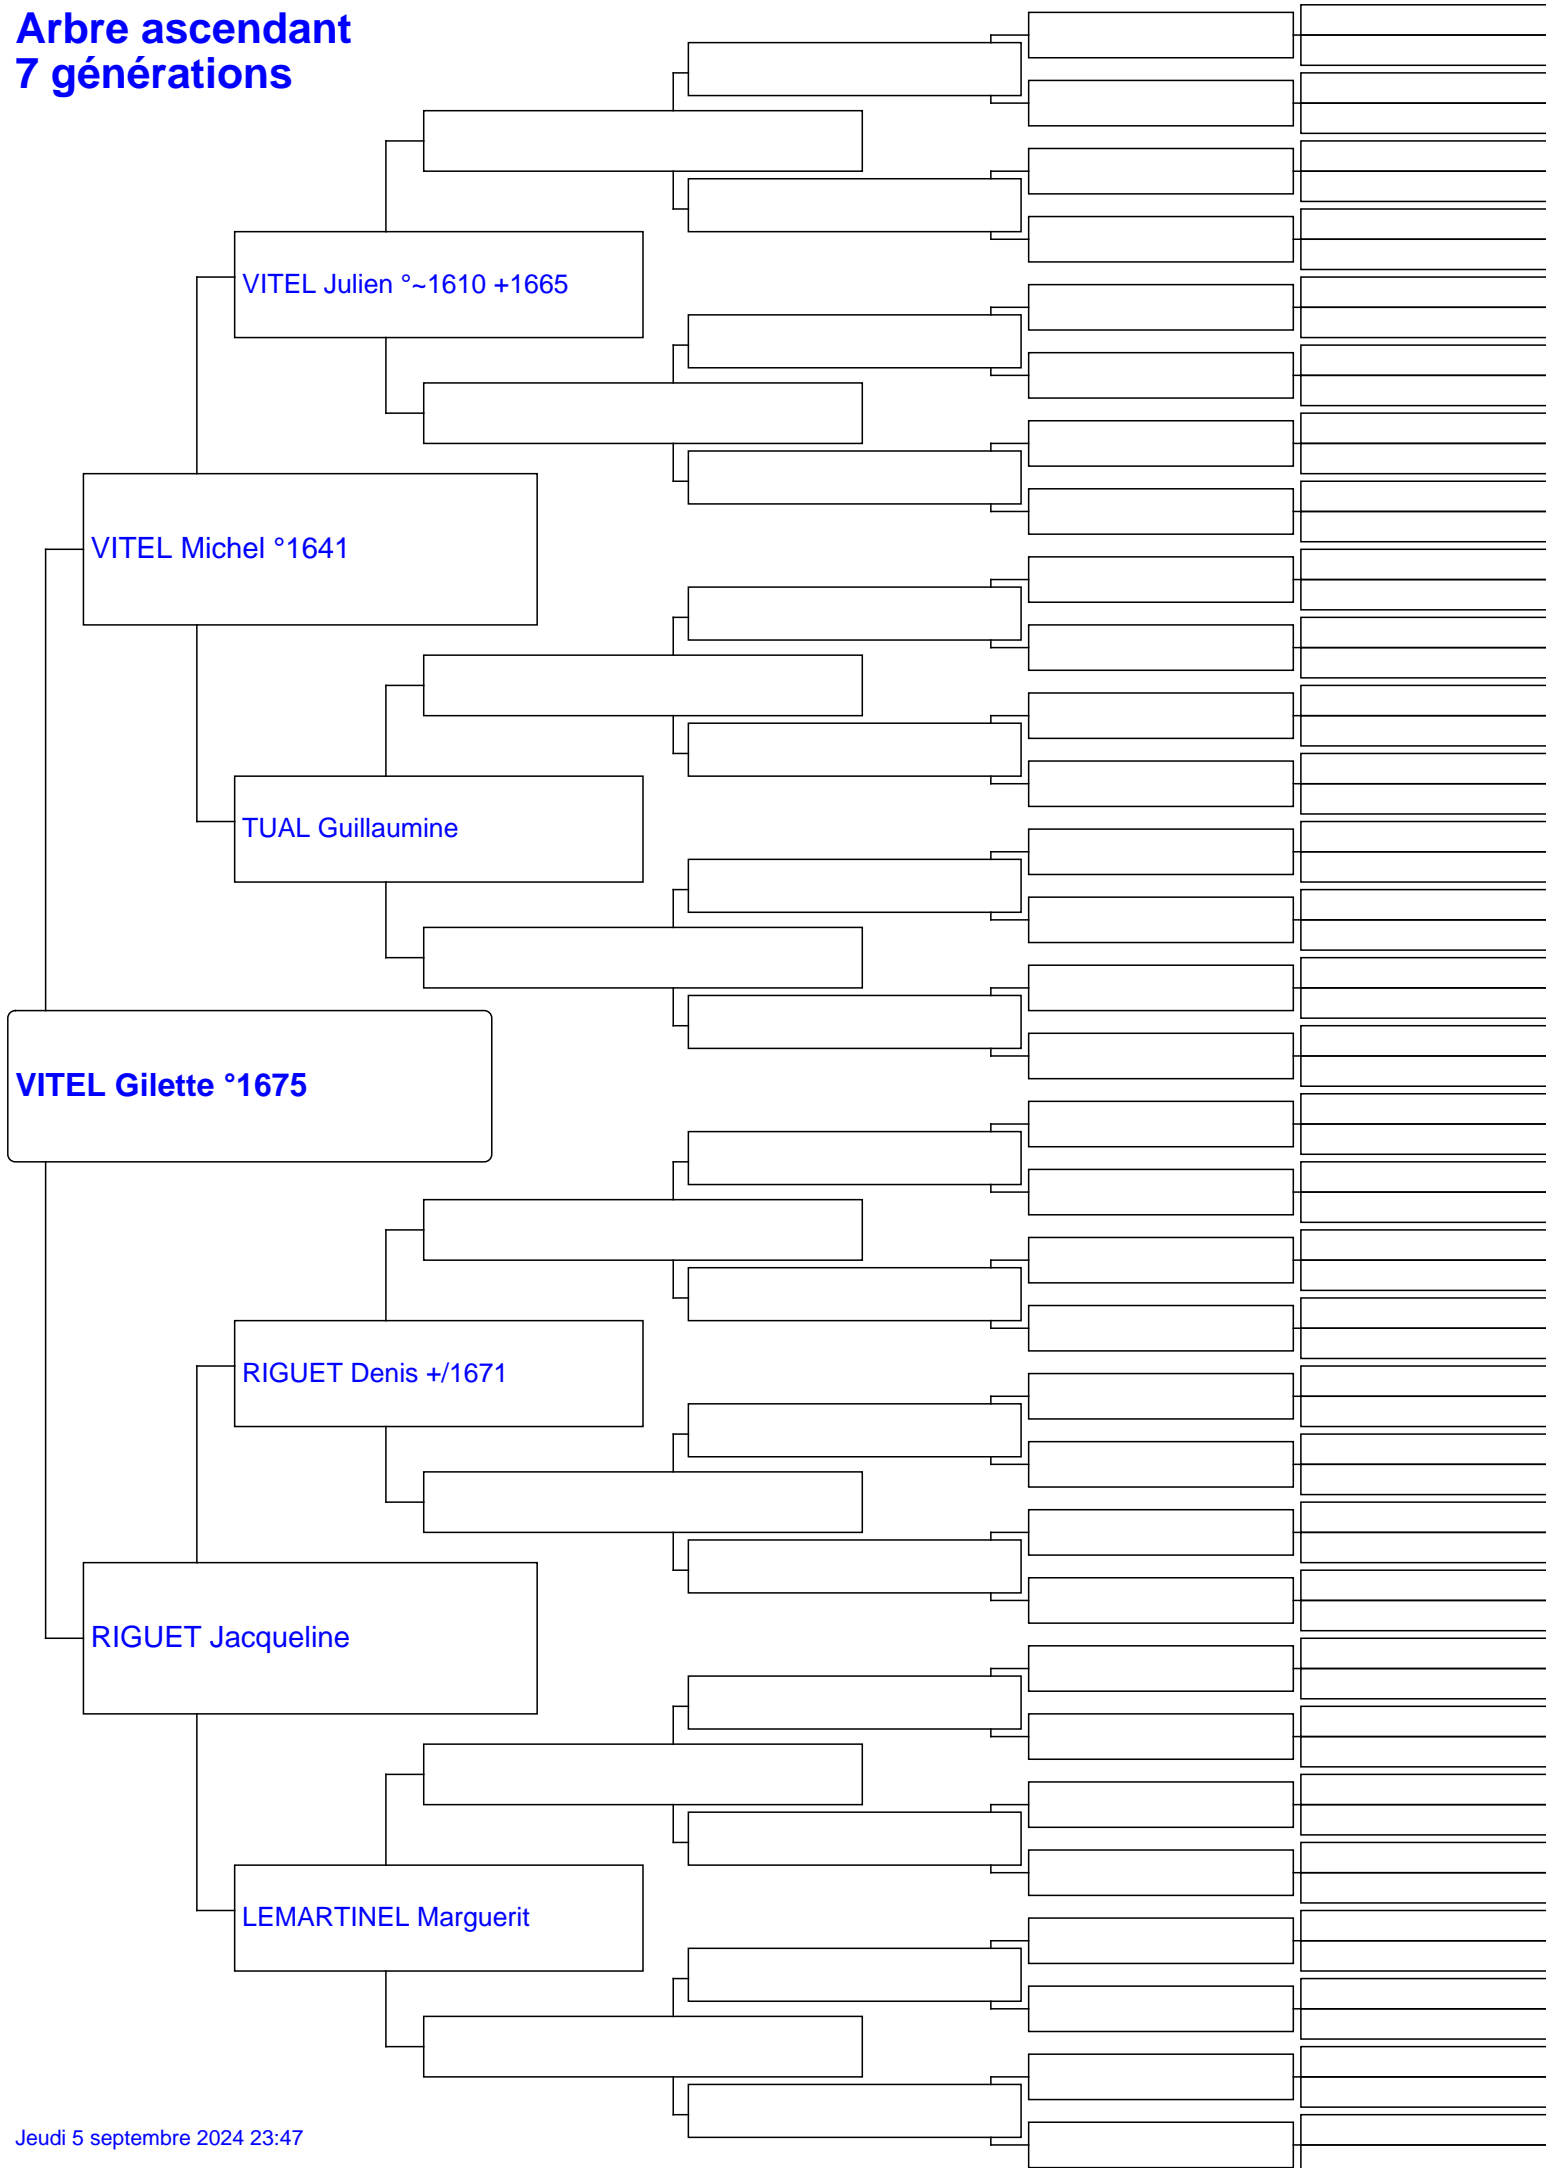 Arbre ascendant
7 générations
VITEL Julien °~1610 +1665
VITEL Michel °1641
TUAL Guillaumine
VITEL Gilette °1675
RIGUET Denis +/1671
RIGUET Jacqueline
LEMARTINEL Marguerit
Jeudi 5 septembre 2024 23:47